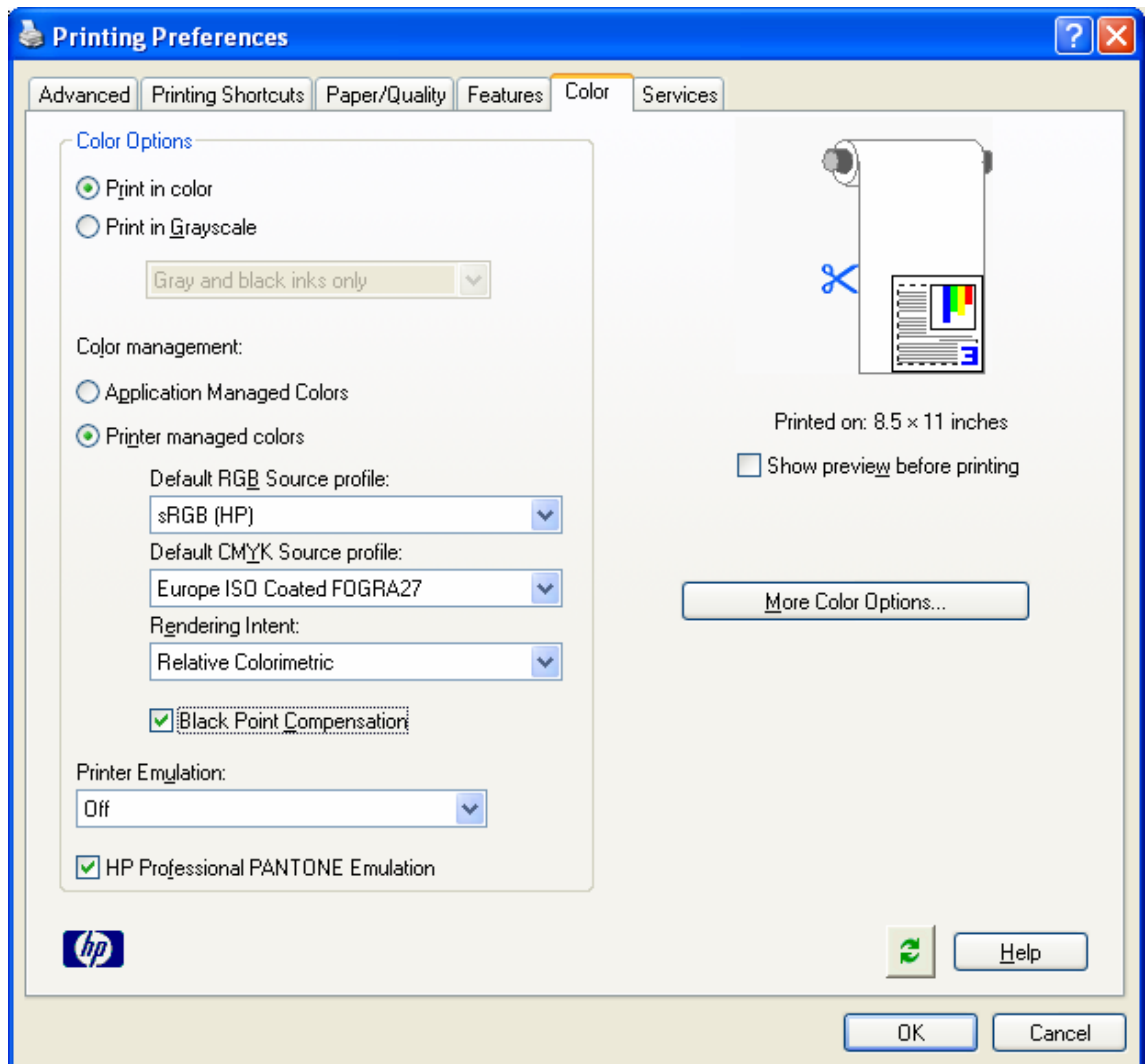 Printing Preferences
?
Advanced Printing Shortcuts Paper/Quality Features Color Services
Color Options
Print in color
Print in Grayscale
Gray and black inks only
Color management:
Application Managed Colors
Printer managed colors
Default RGB Source profile:
sRGB (HP)
Default CMYK Source profile:
Europe ISO Coated FOGRA27
Rendering Intent:
Relative Colorimetric
Black Point Compensation
Printer Emulation:
Off
HP Professional PANTONE Emulation
3
Printed on: 8.5 × 11 inches
Show preview before printing
More Color Options...
hp
Help
OK Cancel